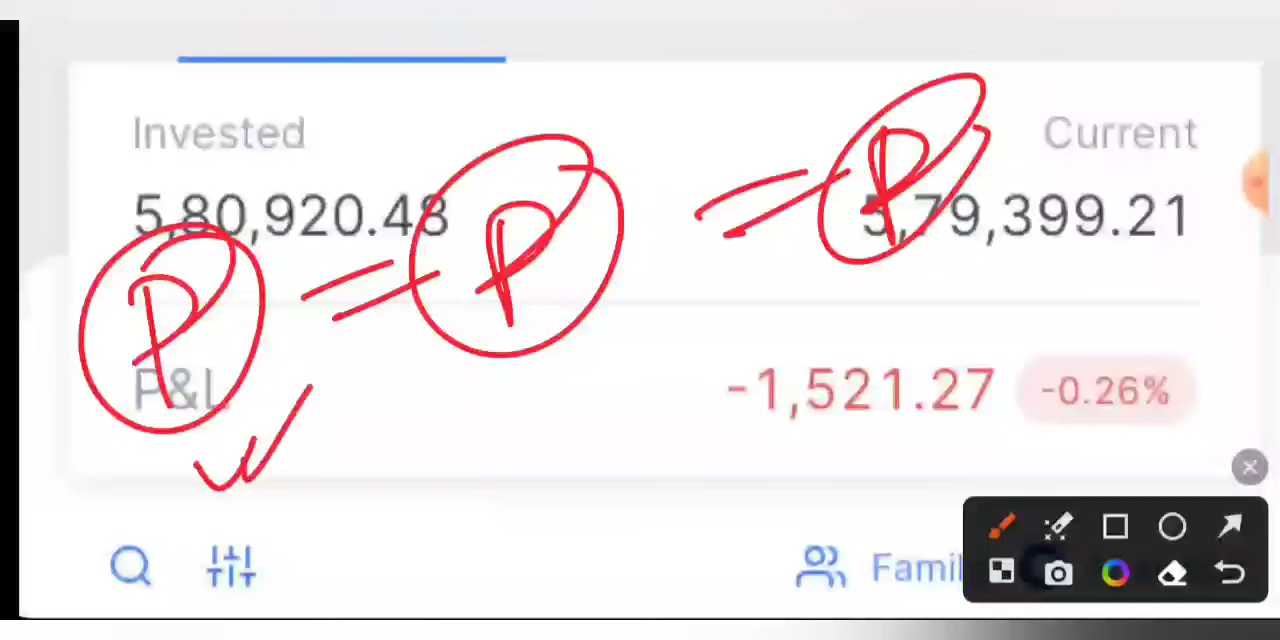 Invested
Current
5,80,920.48
5,79,399.21
P = P = P
P&L
-1,521.27
-0.26%
Famil